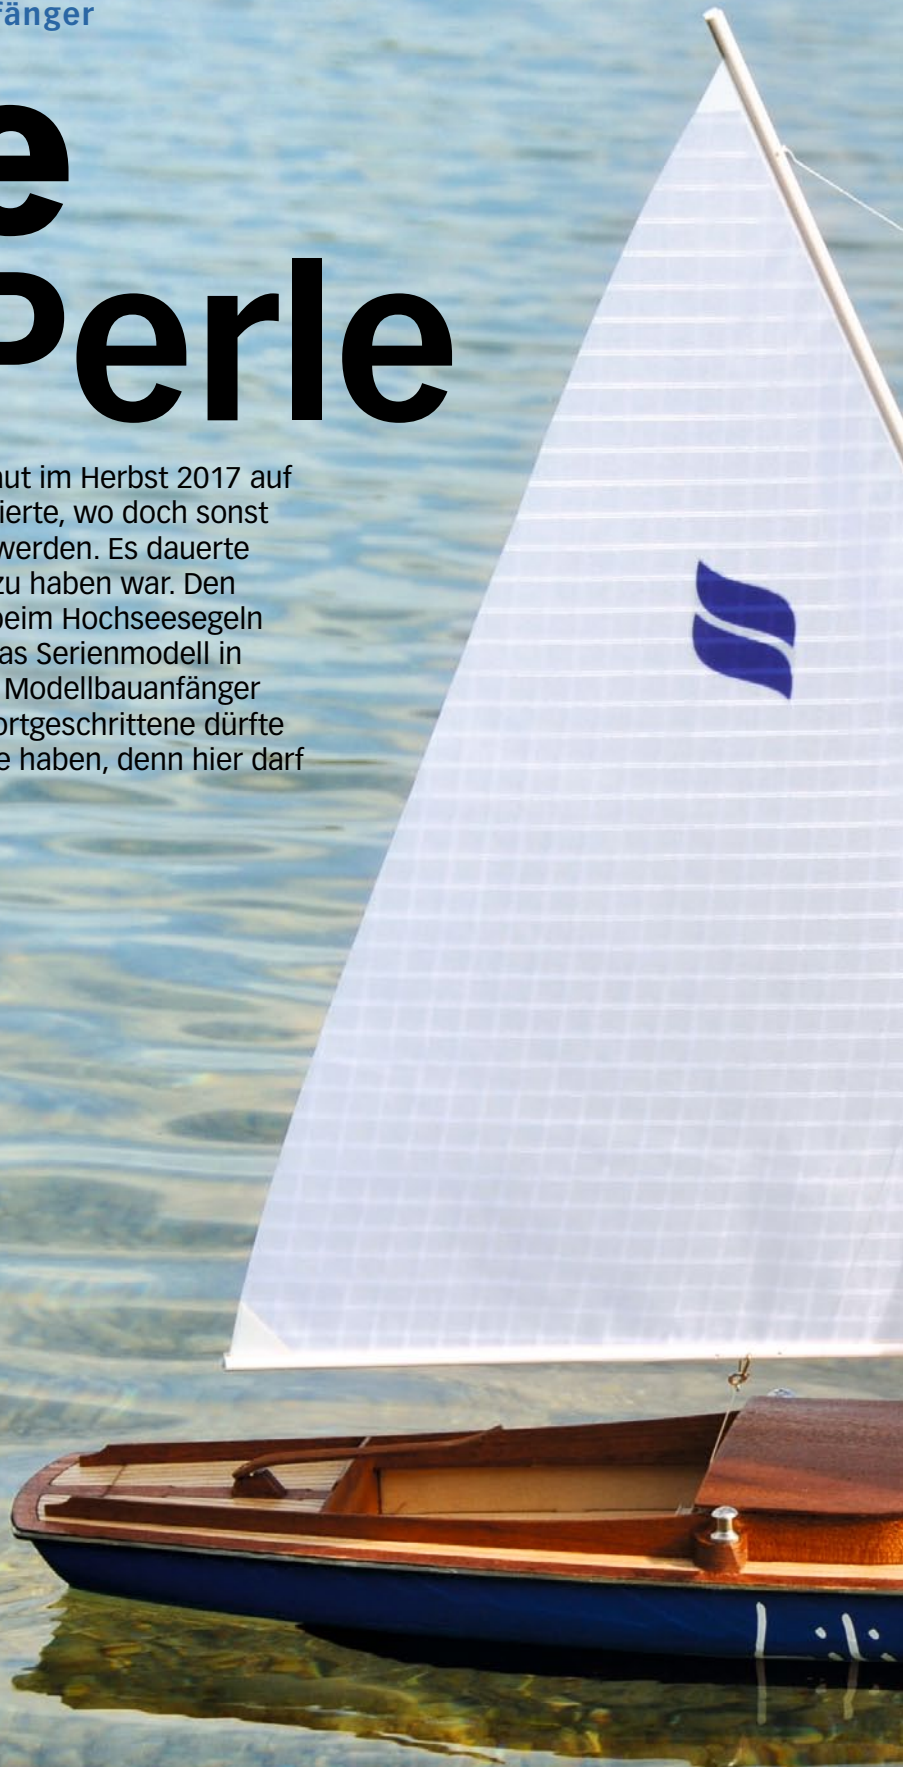 fänger
e
Perle
aut im Herbst 2017 auf
ierte, wo doch sonst
werden. Es dauerte
zu haben war. Den
beim Hochseesegeln
as Serienmodell in
Modellbauanfänger
ortgeschrittene dürfte
e haben, denn hier darf